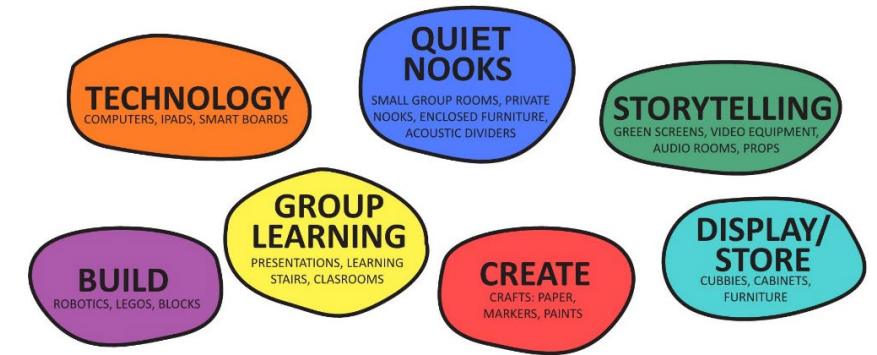 TECHNOLOGY
COMPUTERS, IPADS, SMART BOARDS
QUIET
NOOKS
SMALL GROUP ROOMS, PRIVATE
NOOKS, ENCLOSED FURNITURE,
ACOUSTIC DIVIDERS
STORYTELLING
GREEN SCREENS, VIDEO EQUIPMENT,
AUDIO ROOMS, PROPS
BUILD
ROBOTICS, LEGOS, BLOCKS
GROUP
LEARNING
PRESENTATIONS, LEARNING
STAIRS, CLASROOMS
CREATE
CRAFTS: PAPER,
MARKERS, PAINTS
DISPLAY/
STORE
CUBBIES, CABINETS,
FURNITURE